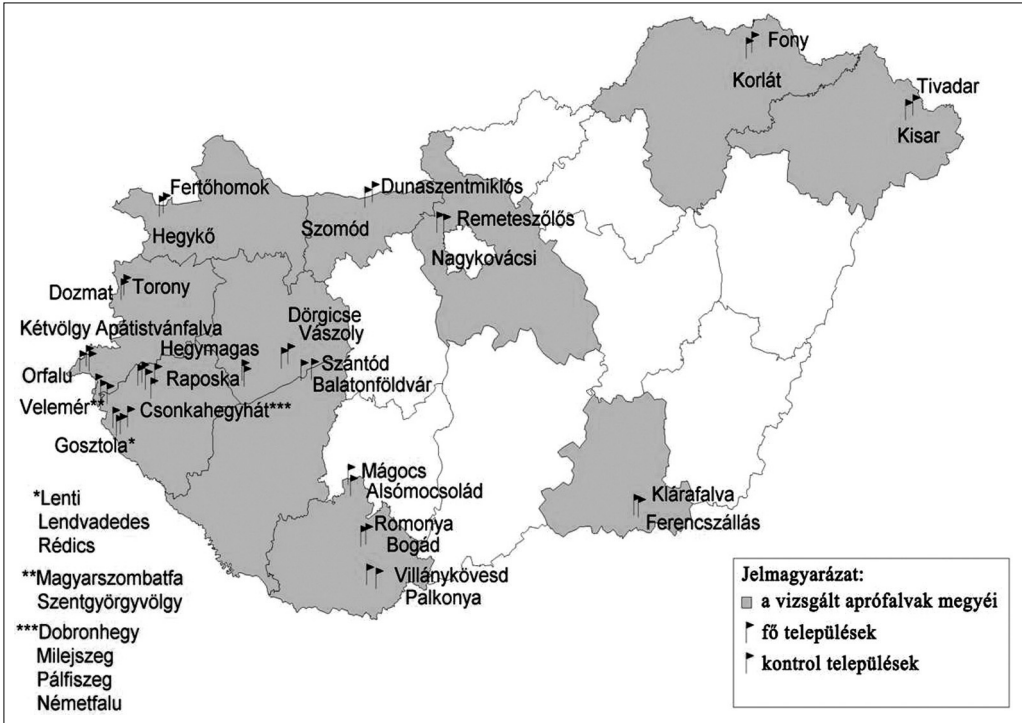 Fony
Korlát
Tivadar
Kisar
Fertőhomok
Dunaszentmiklós
Hegykő
Szomód
Remeteszőlős
Nagykovácsi
Dozmat
Torony
Dörgicse
Vászoly
Kétvölgy Apátistvánfalva
Hegymagas
Szántód
Orfalu
Raposka
Balatonföldvár
Velemér**
Csonkahegyhát***
Gosztola*
Mágocs
Alsómocsolád
Klárafalva
Ferencszállás
Romonya
Bogád
Villánykövesd
Palkonya
*Lenti
Lendvadedes
Rédics
**Magyarszombatfa
Szentgyörgyvölgy
***Dobronhegy
Milejszeg
Pálfiszeg
Németfalu
Jelmagyarázat:
a vizsgált aprófalvak megyéi
fő települések
kontrol települések